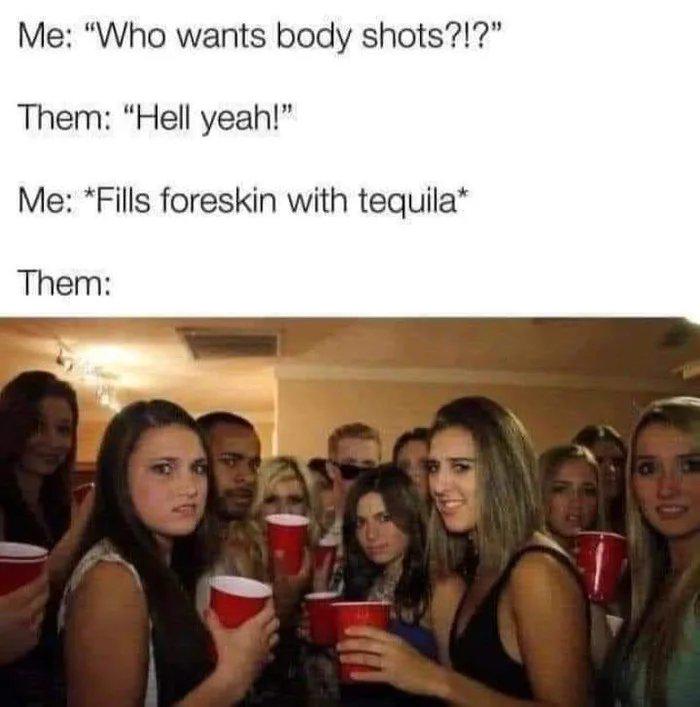 Me: “Who wants body shots?!?”
Them: “Hell yeah!”
Me: *Fills foreskin with tequila*
Them: